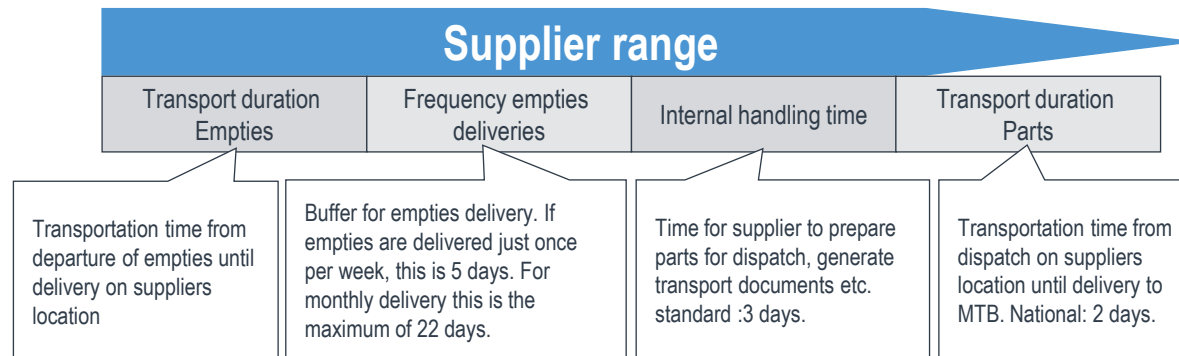 Supplier range
Transport duration
Empties
Frequency empties
deliveries
Internal handling time
Transport duration
Parts
Transportation time from
departure of empties until
delivery on suppliers
location
Buffer for empties delivery. If
empties are delivered just once
per week, this is 5 days. For
monthly delivery this is the
maximum of 22 days.
Time for supplier to prepare
parts for dispatch, generate
transport documents etc.
standard :3 days.
Transportation time from
dispatch on suppliers
location until delivery to
MTB. National: 2 days.